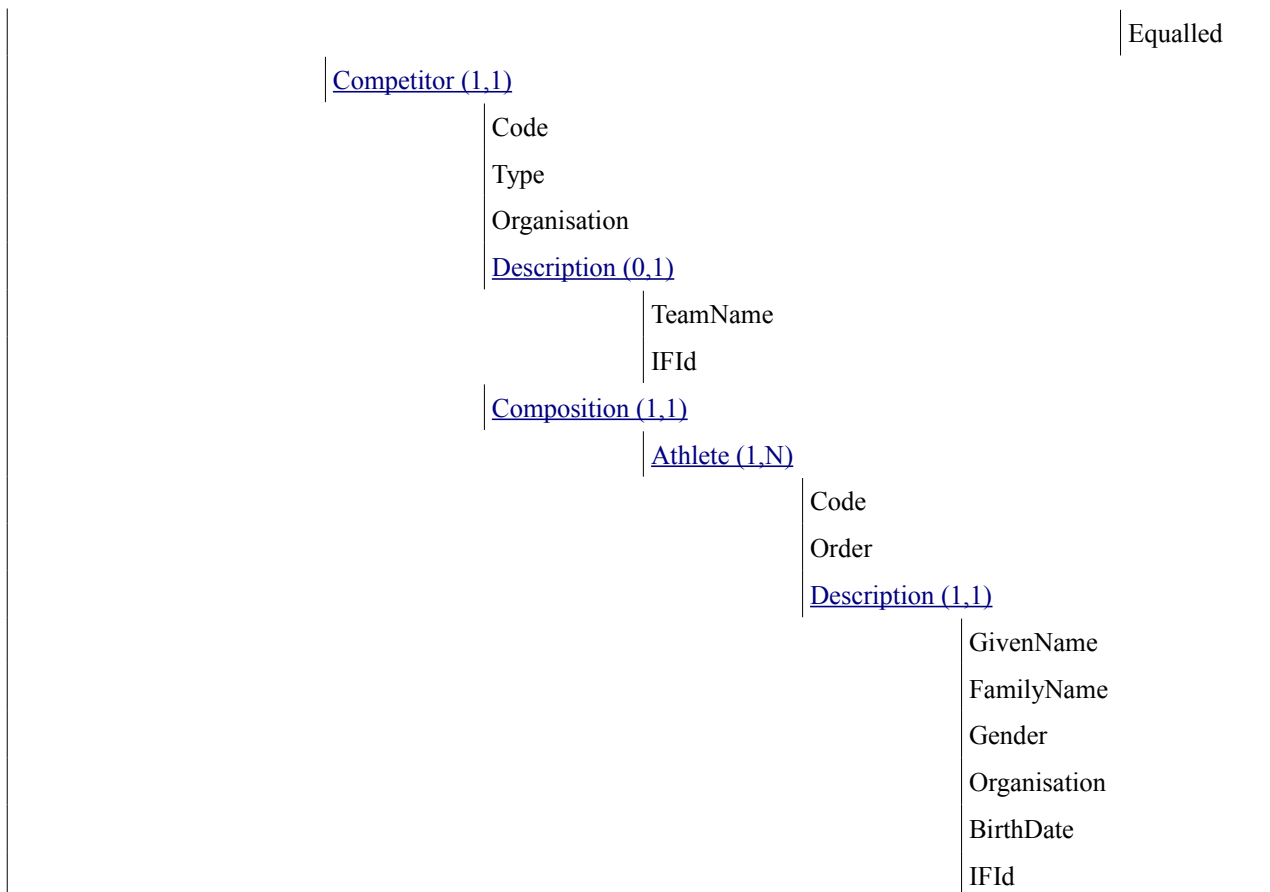 Equalled
Competitor (1,1)
Code
Type
Organisation
Description (0,1)
TeamName
IFId
Composition (1,1)
Athlete (1,N)
Code
Order
Description (1,1)
GivenName
FamilyName
Gender
Organisation
BirthDate
IFId